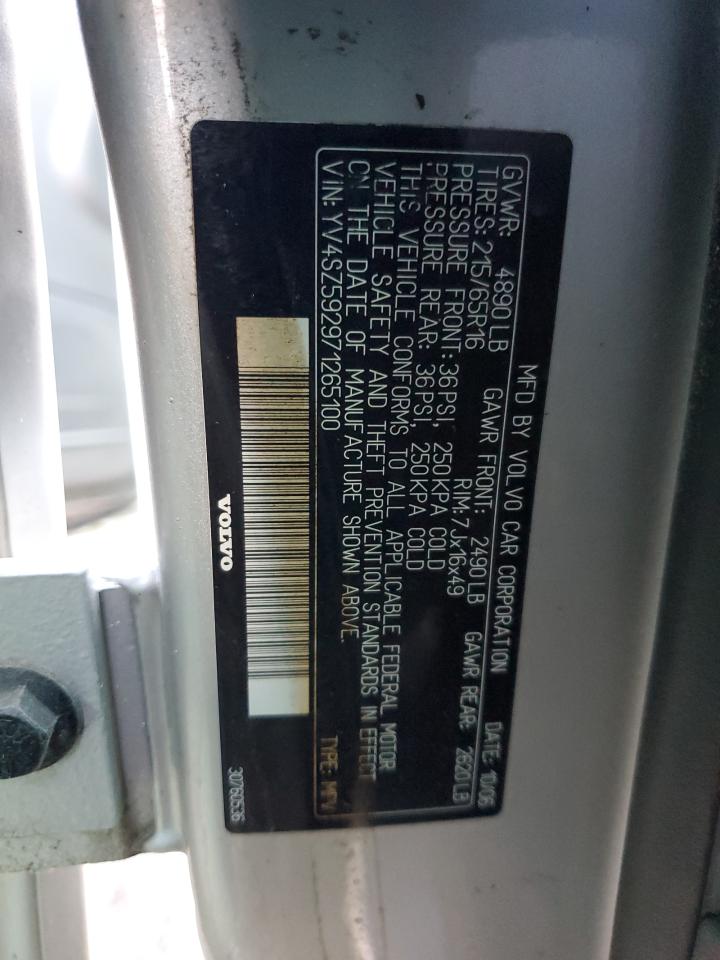 MFD BY VOLVO CAR CORPORATION DATE: 10/06
GVWR: 4890LB GAWR FRONT: 2490LB GAWR REAR: 2600LB
TIRES: 215/65R16 RIM: 7Jx16x49
PRESSURE FRONT: 36PSI, 250KPA COLD
PRESSURE REAR: 36PSI, 250KPA COLD
THIS VEHICLE CONFORMS TO ALL APPLICABLE FEDERAL MOTOR
VEHICLE SAFETY AND THEFT PREVENTION STANDARDS IN EFFECT
ON THE DATE OF MANUFACTURE SHOWN ABOVE.
VIN: YV4SZ592971265100 TYPE: MPV
VOLVO 30760536